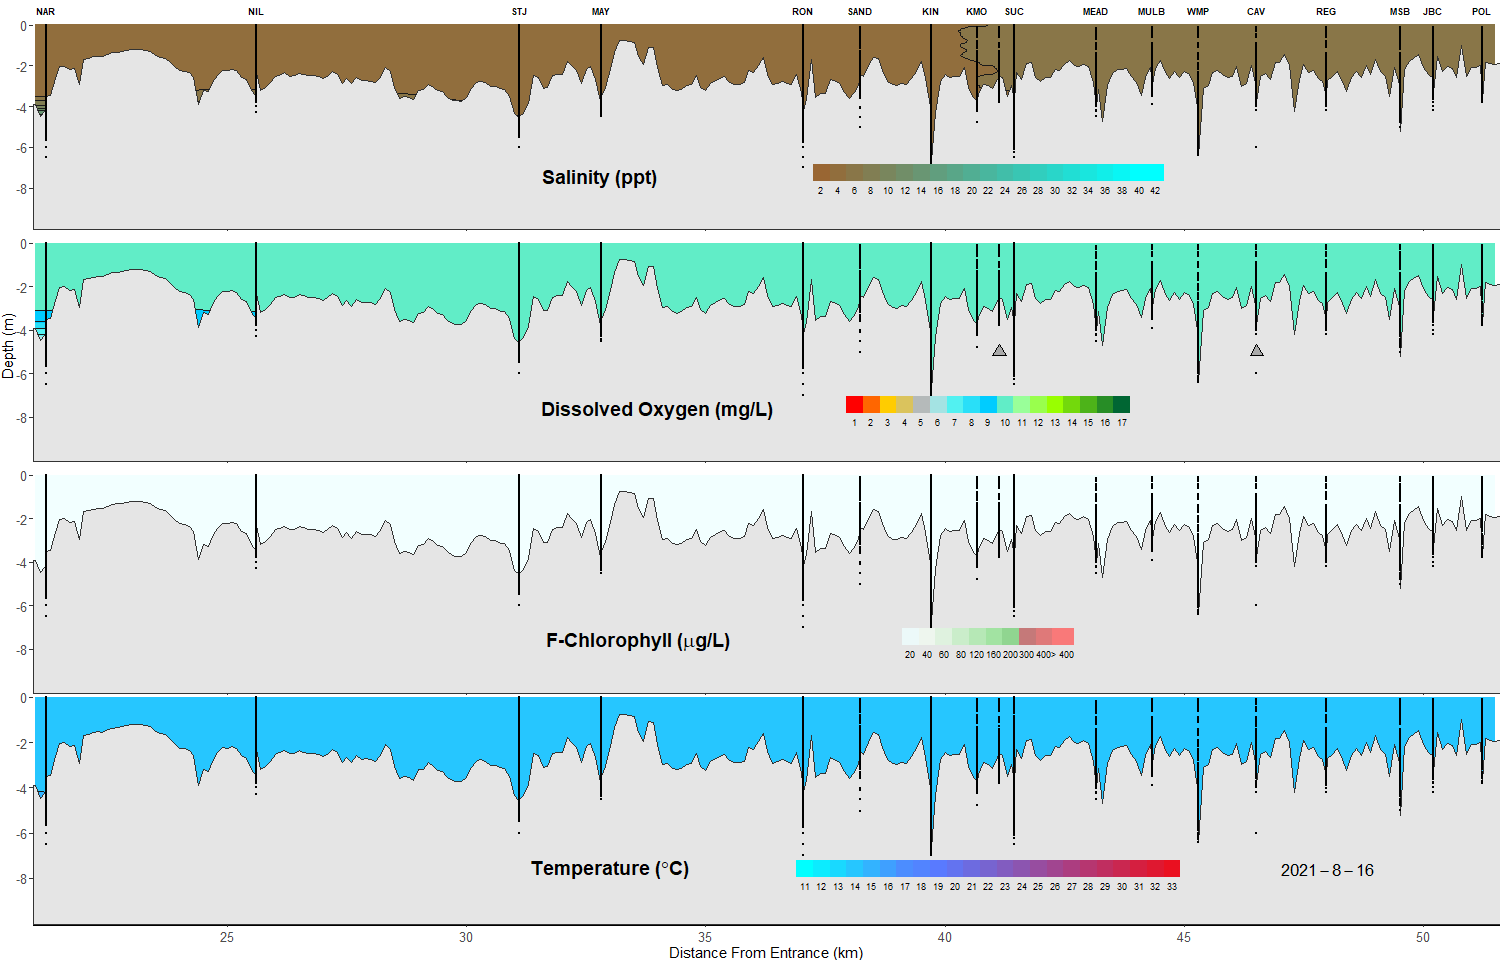 NAR NIL STJ MAY RON SAND KIN KMO SUC MEAD MULB WMP CAV REG MSB JBC POL
0
-2
-4
-6
-8
Salinity (ppt)
2 4 6 8 10 12 14 16 18 20 22 24 26 28 30 32 34 36 38 40 42
0
-2
-4
-6
-8
Dissolved Oxygen (mg/L)
1 2 3 4 5 6 7 8 9 10 11 12 13 14 15 16 17
Depth (m)
0
-2
-4
-6
-8
F-Chlorophyll (μg/L)
20 40 60 80 120 160 200 300 400> 400
0
-2
-4
-6
-8
Temperature (°C)
11 12 13 14 15 16 17 18 19 20 21 22 23 24 25 26 27 28 29 30 31 32 33
2021 – 8 – 16
25 30 35 40 45 50
Distance From Entrance (km)